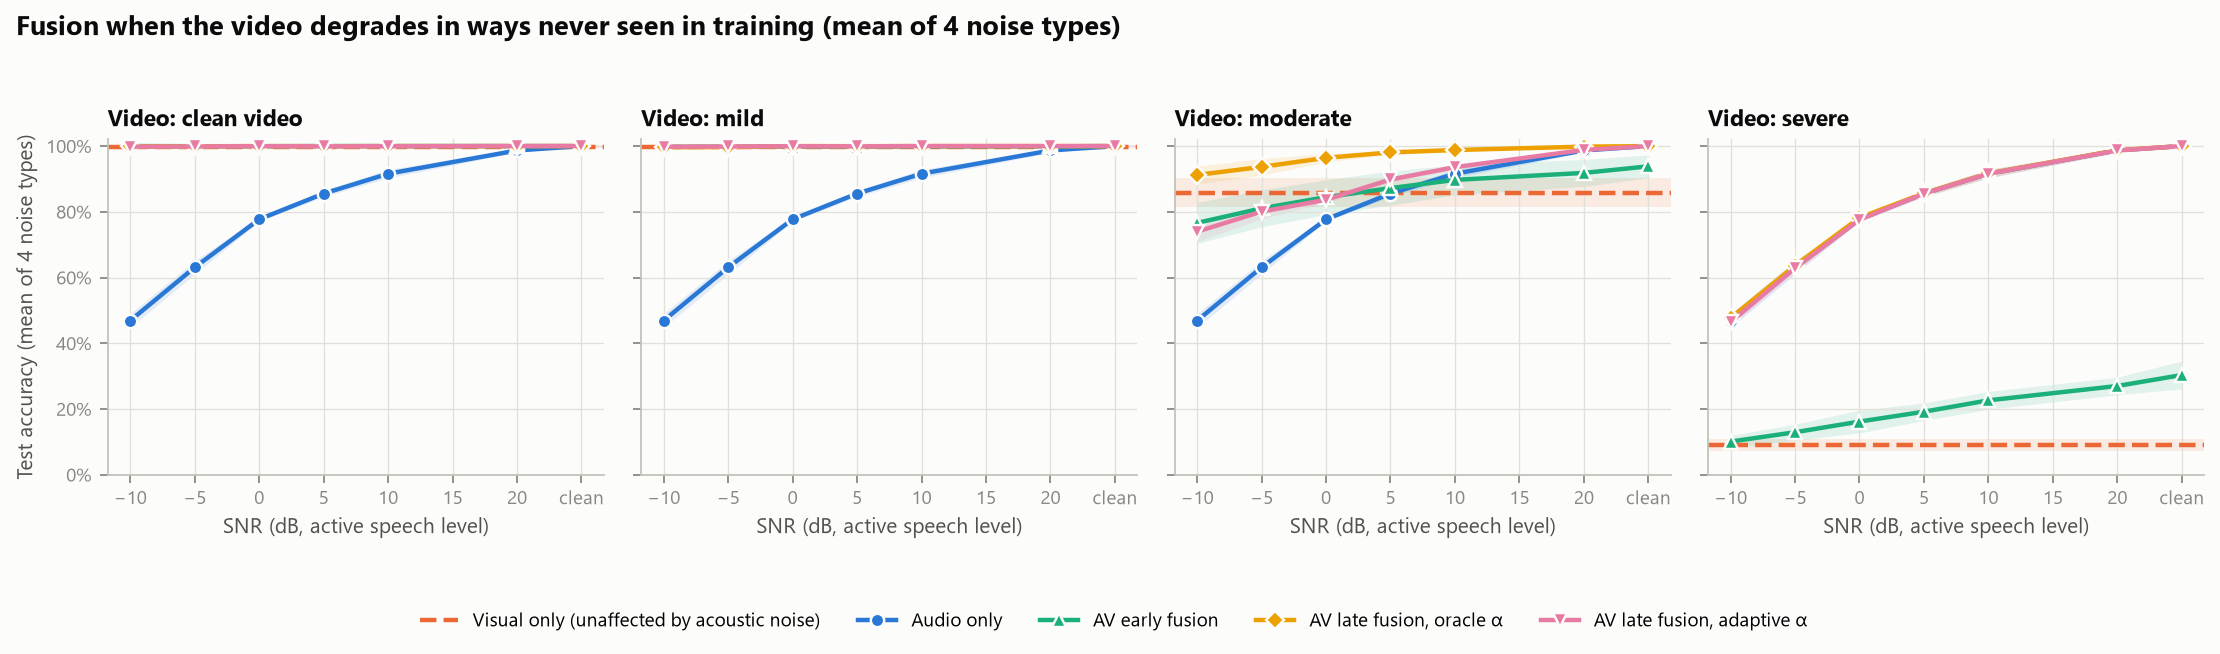 Fusion when the video degrades in ways never seen in training (mean of 4 noise types)
Video: clean video
Video: mild
Video: moderate
Video: severe
Test accuracy (mean of 4 noise types)
100%
80%
60%
40%
20%
0%
−10 −5 0 5 10 15 20 clean
−10 −5 0 5 10 15 20 clean
−10 −5 0 5 10 15 20 clean
−10 −5 0 5 10 15 20 clean
SNR (dB, active speech level)
SNR (dB, active speech level)
SNR (dB, active speech level)
SNR (dB, active speech level)
Visual only (unaffected by acoustic noise)
Audio only
AV early fusion
AV late fusion, oracle α
AV late fusion, adaptive α